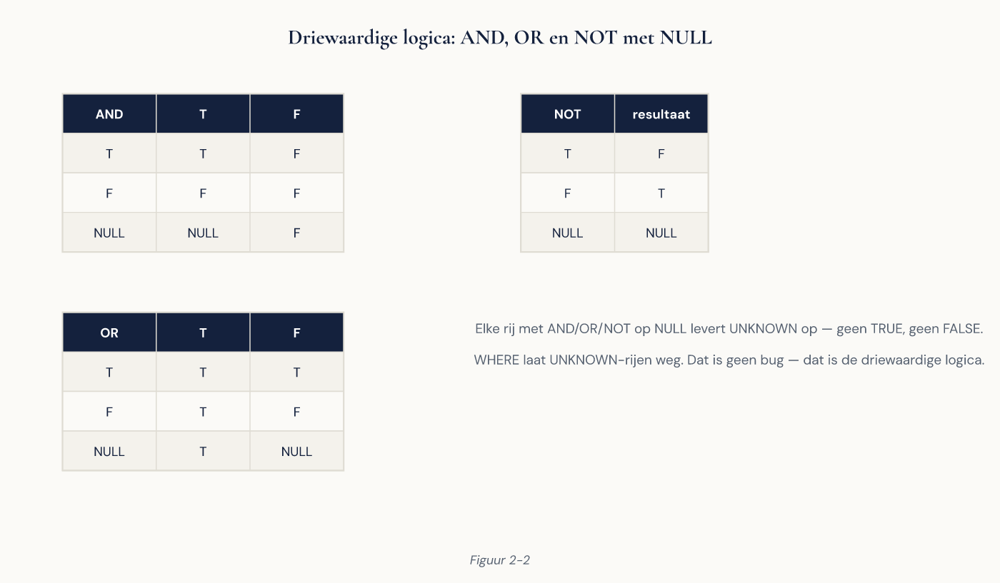 Driewaardige logica: AND, OR en NOT met NULL
AND T F
T T F
F F F
NULL NULL F
NOT resultaat
T F
F T
NULL NULL
OR T F
T T T
F T F
NULL T NULL
Elke rij met AND/OR/NOT op NULL levert UNKNOWN op — geen TRUE, geen FALSE.
WHERE laat UNKNOWN-rijen weg. Dat is geen bug — dat is de driewaardige logica.
Figuur 2-2